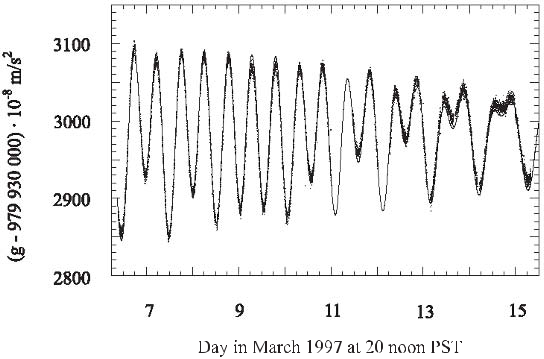 (g - 979 930 000) · 10⁻⁸ m/s²
3100
3000
2900
2800
7 9 11 13 15
Day in March 1997 at 20 noon PST